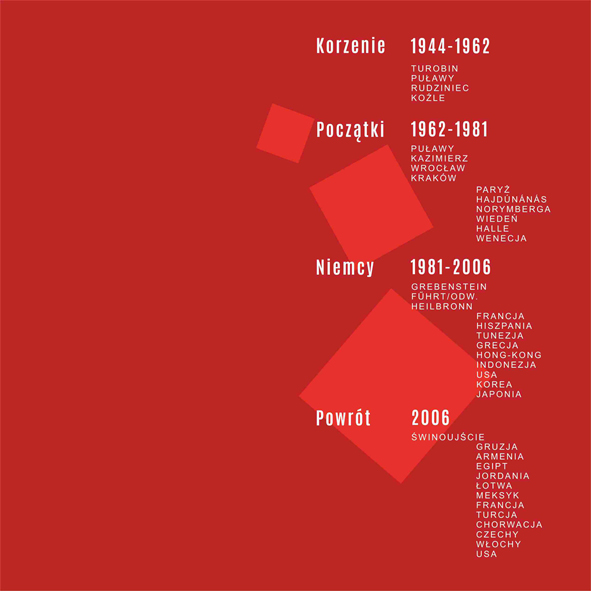 Korzenie 1944-1962
TUROBIN
PUŁAWY
RUDZINIEC
KOŹLE
Początki 1962-1981
PUŁAWY
KAZIMIERZ
WROCŁAW
KRAKÓW
PARYŻ
HAJDÚNÁNÁS
NORYMBERGA
WIEDEŃ
HALLE
WENECJA
Niemcy 1981-2006
GREBENSTEIN
FÜHRT/ODW.
HEILBRONN
FRANCJA
HISZPANIA
TUNEZJA
GRECJA
HONG-KONG
INDONEZJA
USA
KOREA
JAPONIA
Powrót 2006
ŚWINOUJŚCIE
GRUZJA
ARMENIA
EGIPT
JORDANIA
ŁOTWA
MEKSYK
FRANCJA
TURCJA
CHORWACJA
CZECHY
WŁOCHY
USA